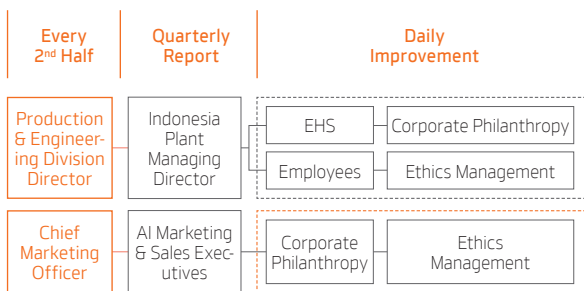 Every
2nd Half
Quarterly
Report
Daily
Improvement
Production
& Engineer-
ing Division
Director
Indonesia
Plant
Managing
Director
EHS
Corporate Philanthropy
Employees
Ethics Management
Chief
Marketing
Officer
AI Marketing
& Sales Exec-
utives
Corporate
Philanthropy
Ethics
Management